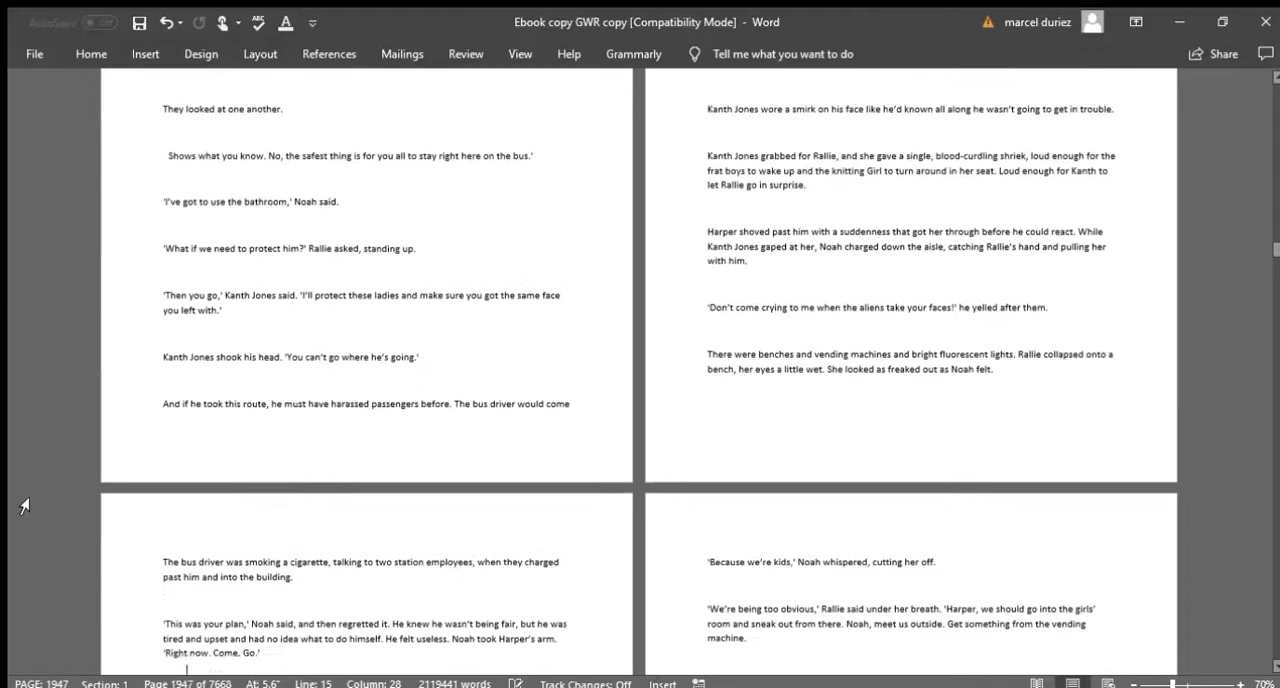 AutoSave Off
Ebook copy GWR copy [Compatibility Mode] - Word
marcel duriez
File Home Insert Design Layout References Mailings Review View Help Grammarly Tell me what you want to do Share
They looked at one another.
Shows what you know. No, the safest thing is for you all to stay right here on the bus.'
'I've got to use the bathroom,' Noah said.
'What if we need to protect him?' Rallie asked, standing up.
'Then you go,' Kanth Jones said. 'I'll protect these ladies and make sure you got the same face
you left with.'
Kanth Jones shook his head. 'You can't go where he's going.'
And if he took this route, he must have harassed passengers before. The bus driver would come
Kanth Jones wore a smirk on his face like he'd known all along he wasn't going to get in trouble.
Kanth Jones grabbed for Rallie, and she gave a single, blood-curdling shriek, loud enough for the
frat boys to wake up and the knitting Girl to turn around in her seat. Loud enough for Kanth to
let Rallie go in surprise.
Harper shoved past him with a suddenness that got her through before he could react. While
Kanth Jones gaped at her, Noah charged down the aisle, catching Rallie's hand and pulling her
with him.
'Don't come crying to me when the aliens take your faces!' he yelled after them.
There were benches and vending machines and bright fluorescent lights. Rallie collapsed onto a
bench, her eyes a little wet. She looked as freaked out as Noah felt.
The bus driver was smoking a cigarette, talking to two station employees, when they charged
past him and into the building.
'This was your plan,' Noah said, and then regretted it. He knew he wasn't being fair, but he was
tired and upset and had no idea what to do himself. He felt useless. Noah took Harper's arm.
'Right now. Come. Go.'
'Because we're kids,' Noah whispered, cutting her off.
'We're being too obvious,' Rallie said under her breath. 'Harper, we should go into the girls'
room and sneak out from there. Noah, meet us outside. Get something from the vending
machine.
PAGE: 1947 Section: 1 Page 1947 of 7668 At: 5.6" Line: 15 Column: 28 2119441 words Track Changes: Off Insert 70%